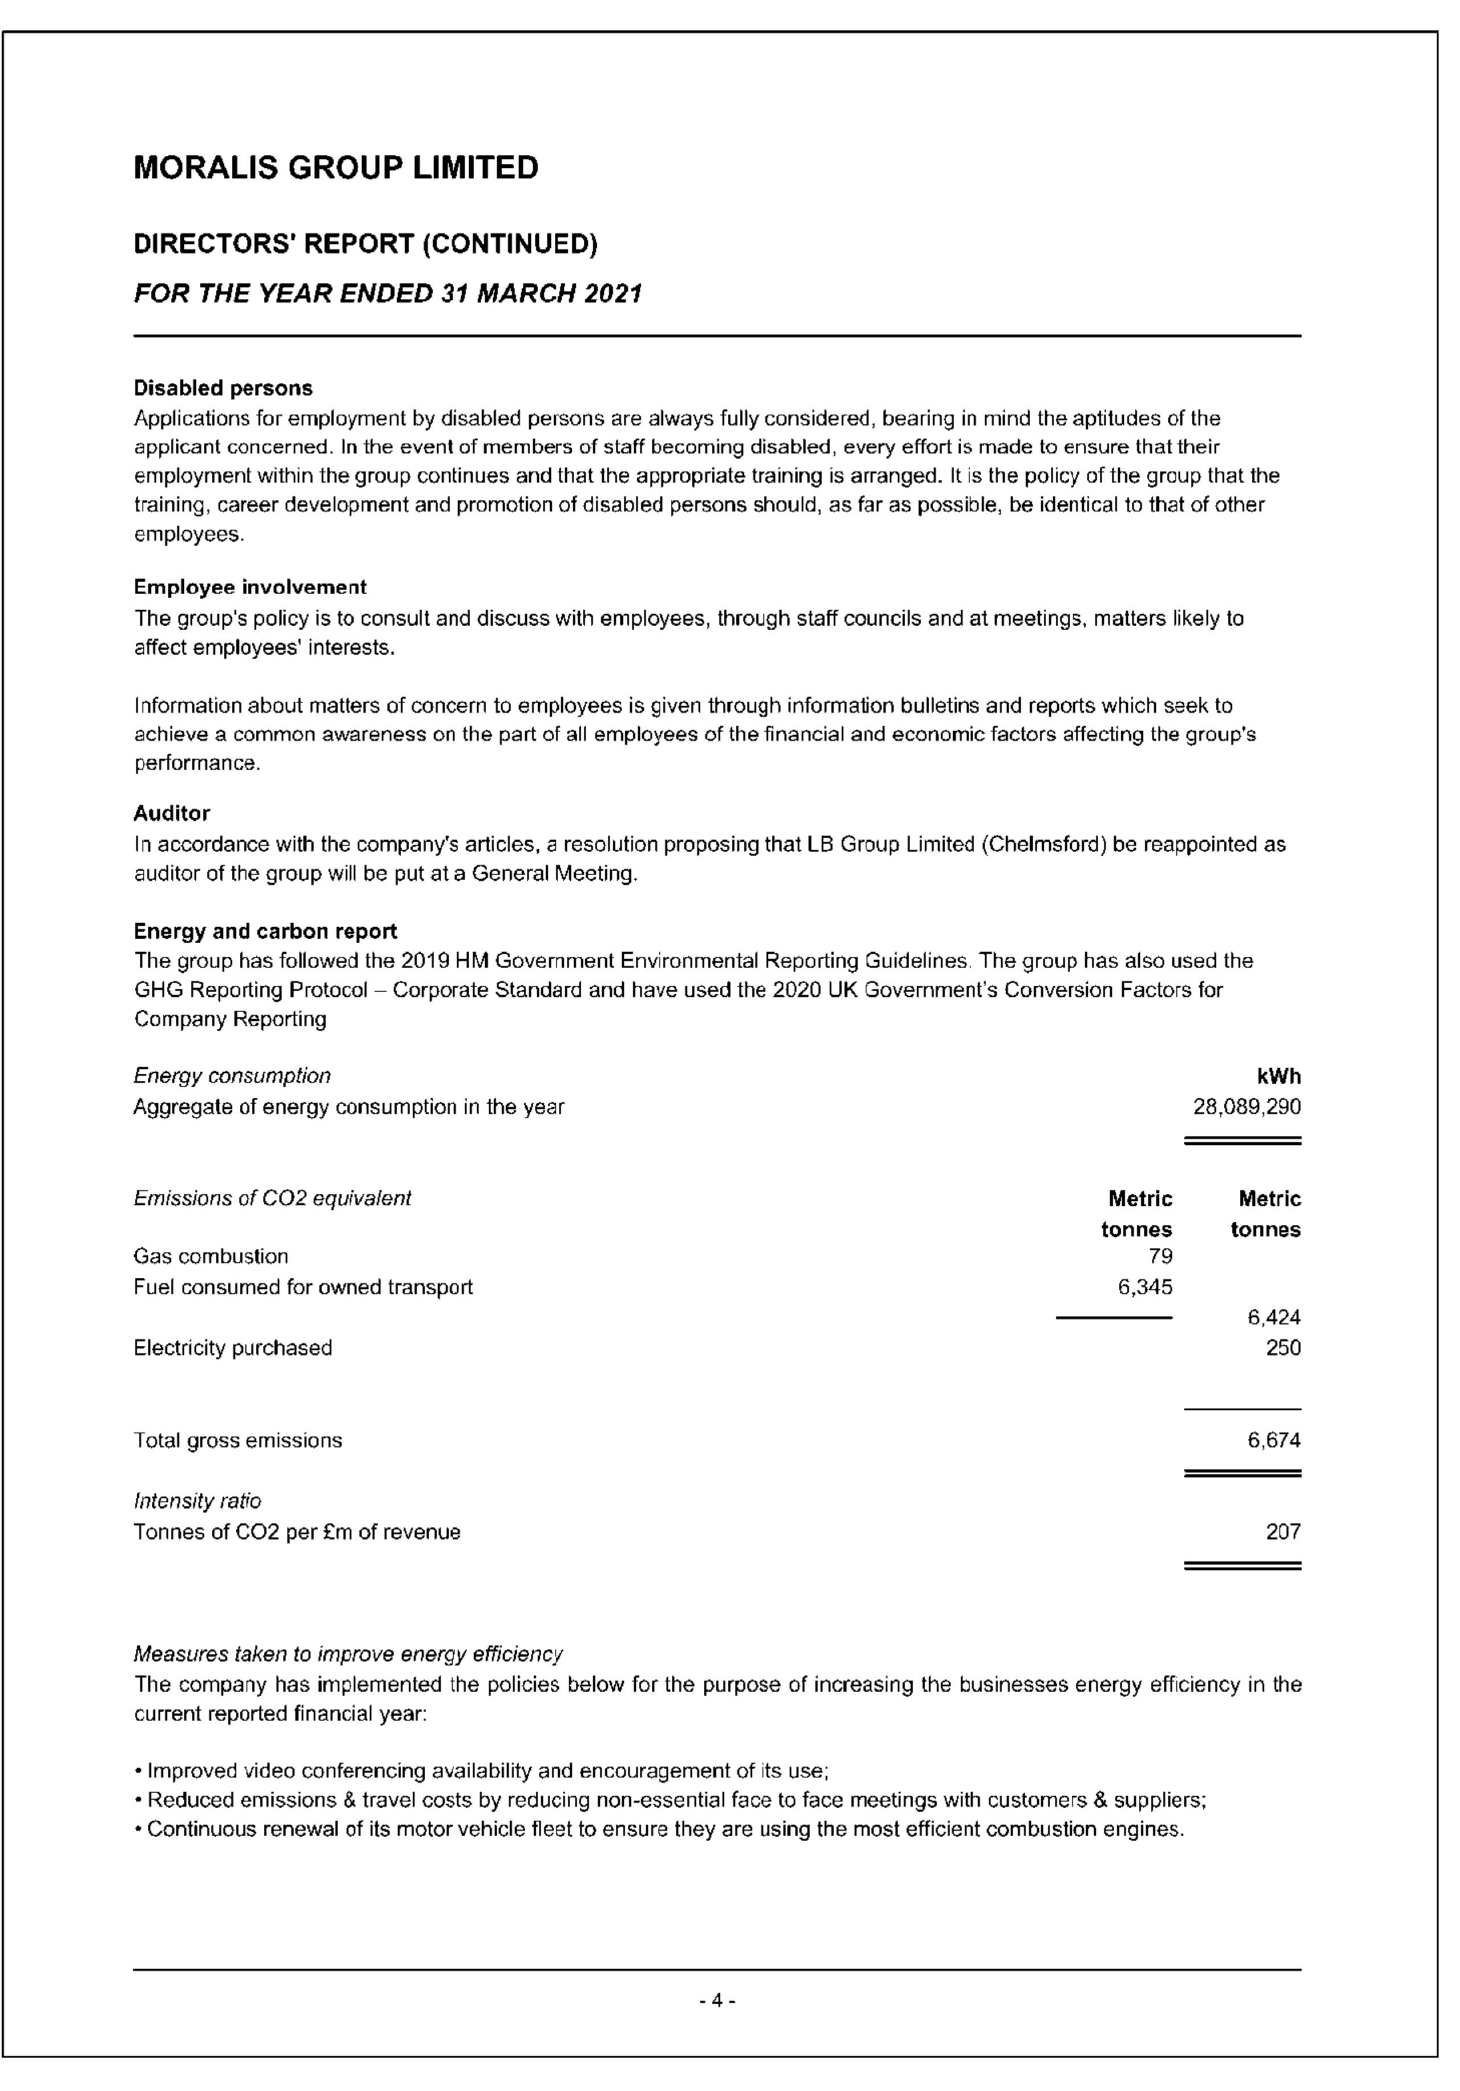 MORALIS GROUP LIMITED
DIRECTORS' REPORT (CONTINUED)
FOR THE YEAR ENDED 31 MARCH 2021
Disabled persons
Applications for employment by disabled persons are always fully considered, bearing in mind the aptitudes of the
applicant concerned. In the event of members of staff becoming disabled, every effort is made to ensure that their
employment within the group continues and that the appropriate training is arranged. It is the policy of the group that the
training, career development and promotion of disabled persons should, as far as possible, be identical to that of other
employees.
Employee involvement
The group's policy is to consult and discuss with employees, through staff councils and at meetings, matters likely to
affect employees' interests.
Information about matters of concern to employees is given through information bulletins and reports which seek to
achieve a common awareness on the part of all employees of the financial and economic factors affecting the group's
performance.
Auditor
In accordance with the company's articles, a resolution proposing that LB Group Limited (Chelmsford) be reappointed as
auditor of the group will be put at a General Meeting.
Energy and carbon report
The group has followed the 2019 HM Government Environmental Reporting Guidelines. The group has also used the
GHG Reporting Protocol – Corporate Standard and have used the 2020 UK Government's Conversion Factors for
Company Reporting
Energy consumption kWh
Aggregate of energy consumption in the year 28,089,290
Emissions of CO2 equivalent Metric Metric
tonnes tonnes
Gas combustion 79
Fuel consumed for owned transport 6,345
6,424
Electricity purchased 250
Total gross emissions 6,674
Intensity ratio
Tonnes of CO2 per £m of revenue 207
Measures taken to improve energy efficiency
The company has implemented the policies below for the purpose of increasing the businesses energy efficiency in the
current reported financial year:
• Improved video conferencing availability and encouragement of its use;
• Reduced emissions & travel costs by reducing non-essential face to face meetings with customers & suppliers;
• Continuous renewal of its motor vehicle fleet to ensure they are using the most efficient combustion engines.
- 4 -